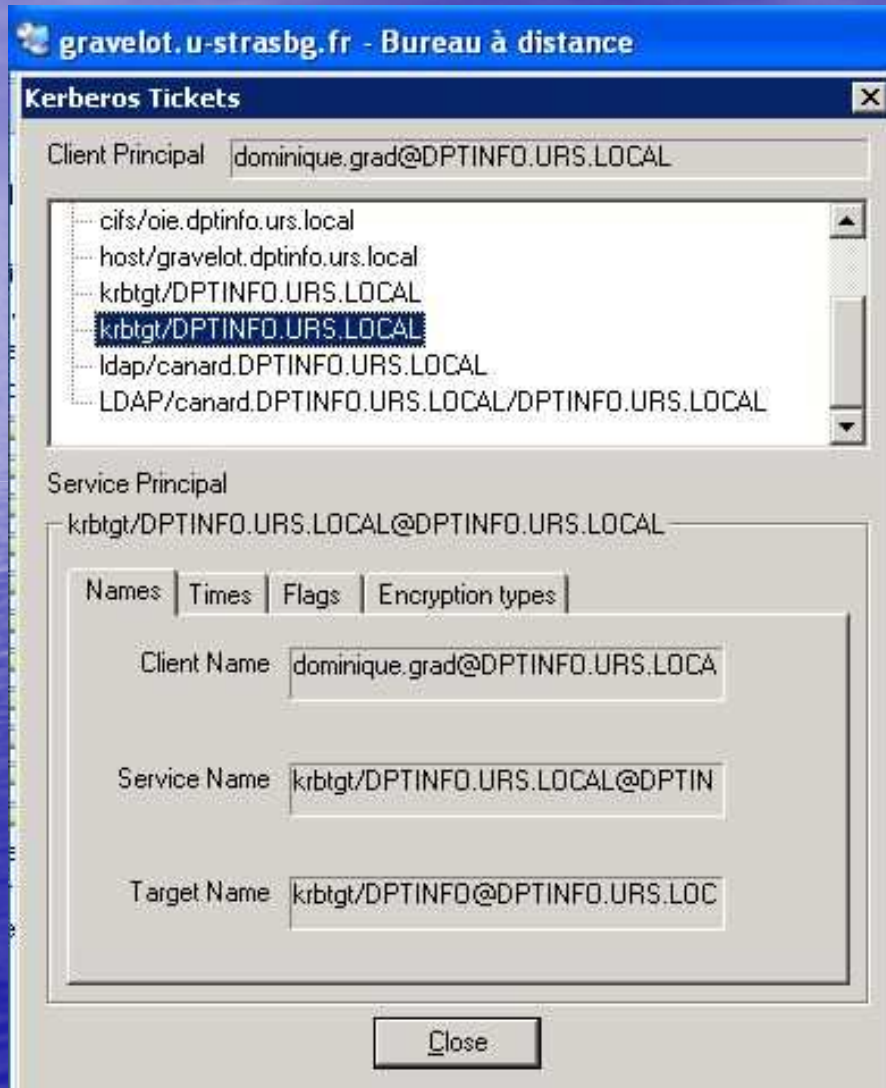 gravelot.u-strasbg.fr - Bureau à distance
Kerberos Tickets
Client Principal dominique.grad@DPTINFO.URS.LOCAL
cifs/oie.dptinfo.urs.local
host/gravelot.dptinfo.urs.local
krbtgt/DPTINFO.URS.LOCAL
krbtgt/DPTINFO.URS.LOCAL
ldap/canard.DPTINFO.URS.LOCAL
LDAP/canard.DPTINFO.URS.LOCAL/DPTINFO.URS.LOCAL
Service Principal
krbtgt/DPTINFO.URS.LOCAL@DPTINFO.URS.LOCAL
Names Times Flags Encryption types
Client Name dominique.grad@DPTINFO.URS.LOCA
Service Name krbtgt/DPTINFO.URS.LOCAL@DPTIN
Target Name krbtgt/DPTINFO@DPTINFO.URS.LOC
Close